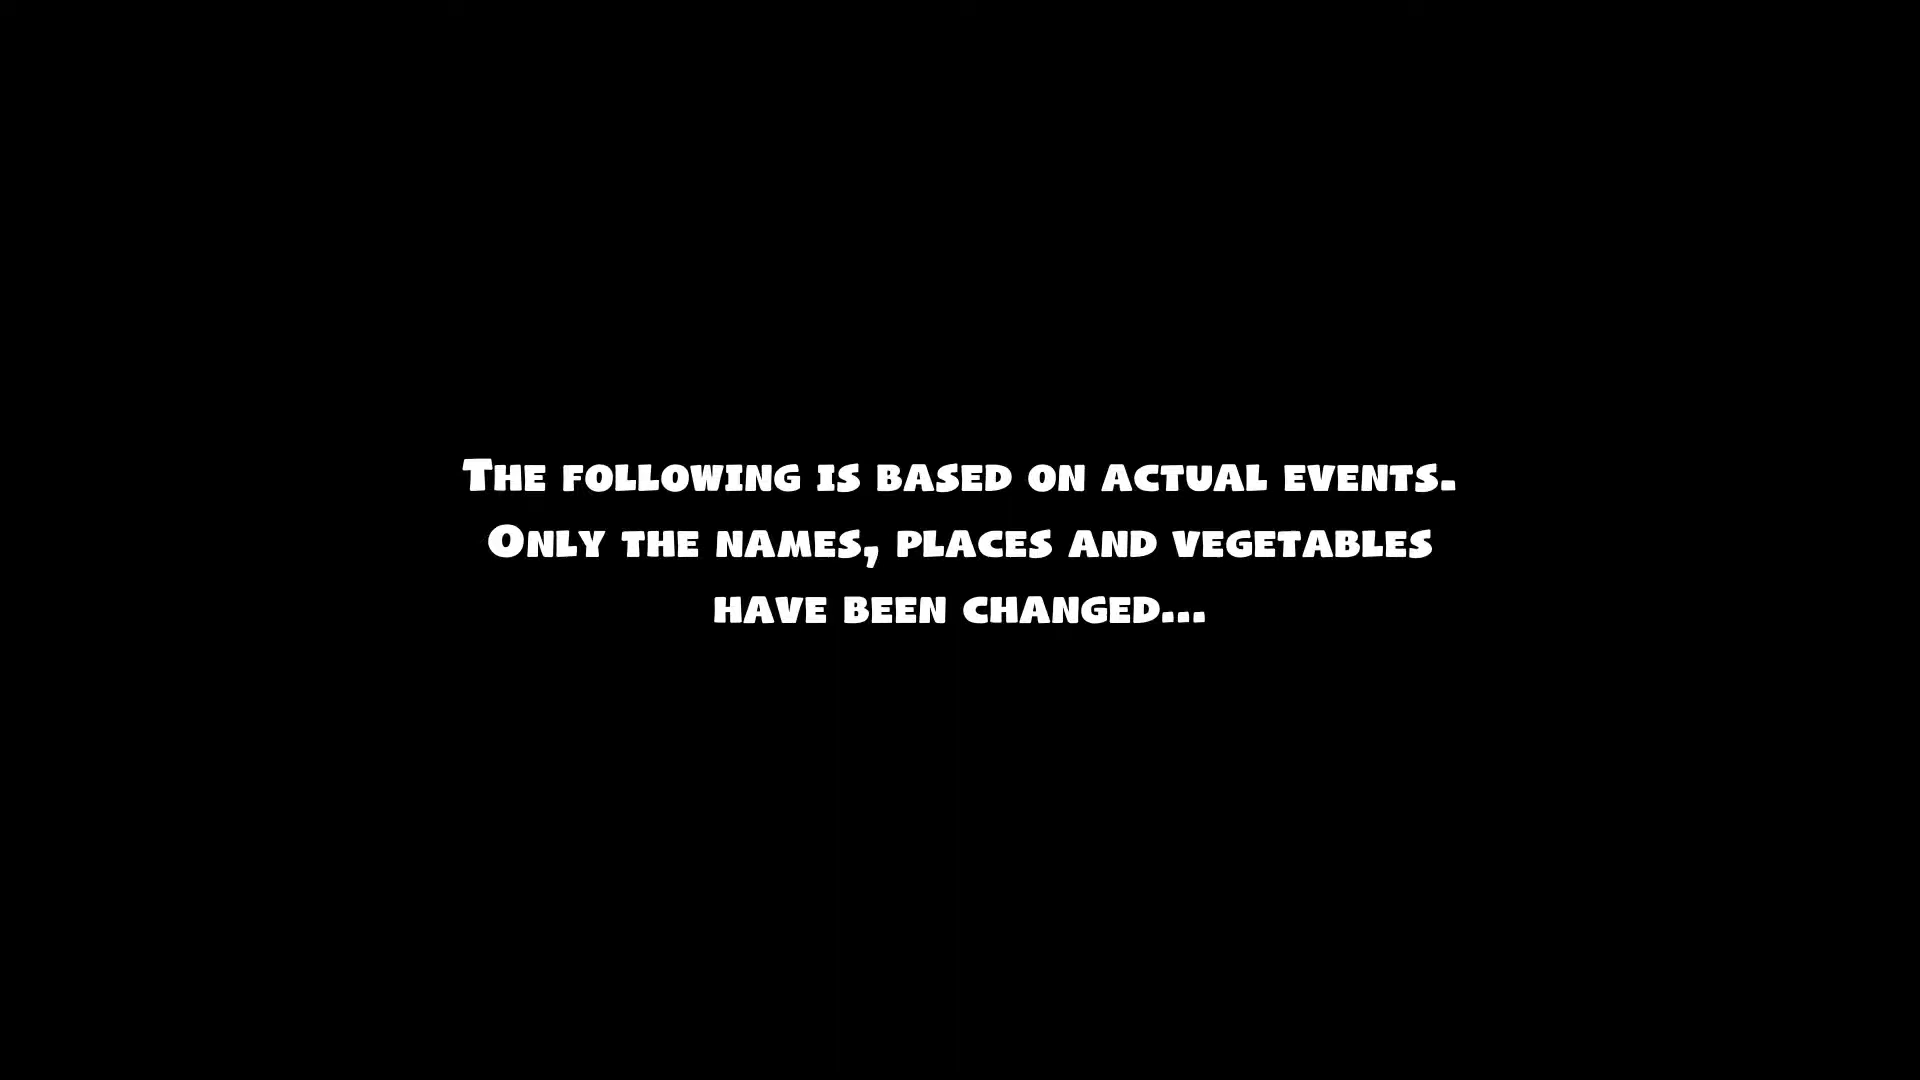 The following is based on actual events.
Only the names, places and vegetables
have been changed...